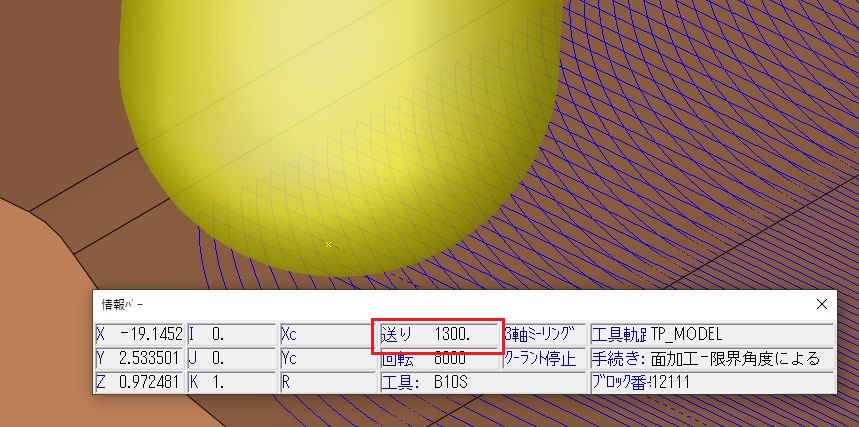 情報ﾊﾞｰ
X -19.1452 I 0. Xc 送り 1300. 3軸ﾐｰﾘﾝｸﾞ 工具軌跡 TP_MODEL
Y 2.533501 J 0. Yc 回転 8000 ｸｰﾗﾝﾄ停止 手続き: 面加工-限界角度による
Z 0.972481 K 1. R 工具: B10S ﾌﾞﾛｯｸ番号 12111